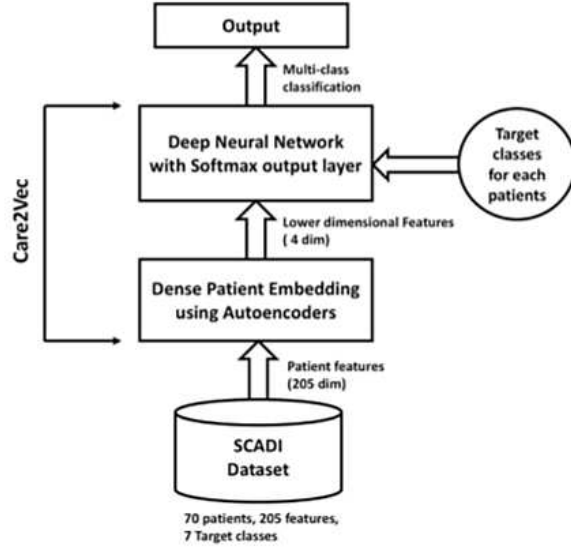 Output
Multi-class
classification
Deep Neural Network
with Softmax output layer
Target
classes
for each
patients
Care2Vec
Lower dimensional Features
( 4 dim)
Dense Patient Embedding
using Autoencoders
Patient features
(205 dim)
SCADI
Dataset
70 patients, 205 features,
7 Target classes